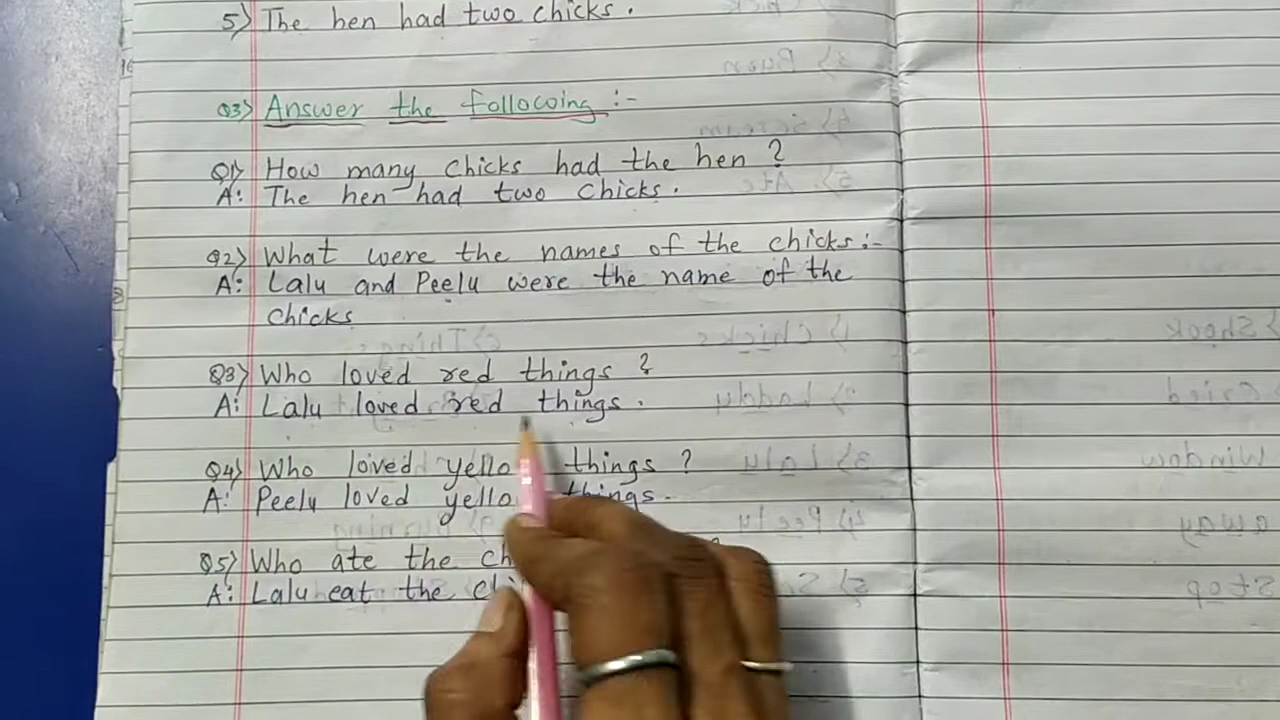 5) The hen had two chicks.
Q3) Answer the following :-
Q1) How many chicks had the hen ?
A: The hen had two chicks.
Q2) What were the names of the chicks:-
A: Lalu and Peelu were the name of the
chicks
Q3) Who loved red things ?
A: Lalu loved red things.
Q4) Who loved yello things ?
A: Peelu loved yello things.
Q5) Who ate the
A: Lalu eat the